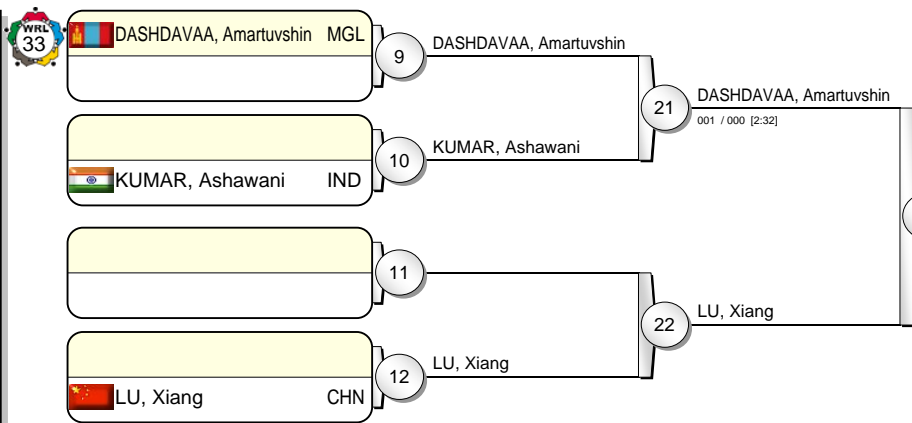 WRL
33
DASHDAVAA, Amartuvshin MGL
9
DASHDAVAA, Amartuvshin
21
DASHDAVAA, Amartuvshin
001 / 000 [2:32]
10
KUMAR, Ashawani
KUMAR, Ashawani IND
11
22
LU, Xiang
12
LU, Xiang
LU, Xiang CHN